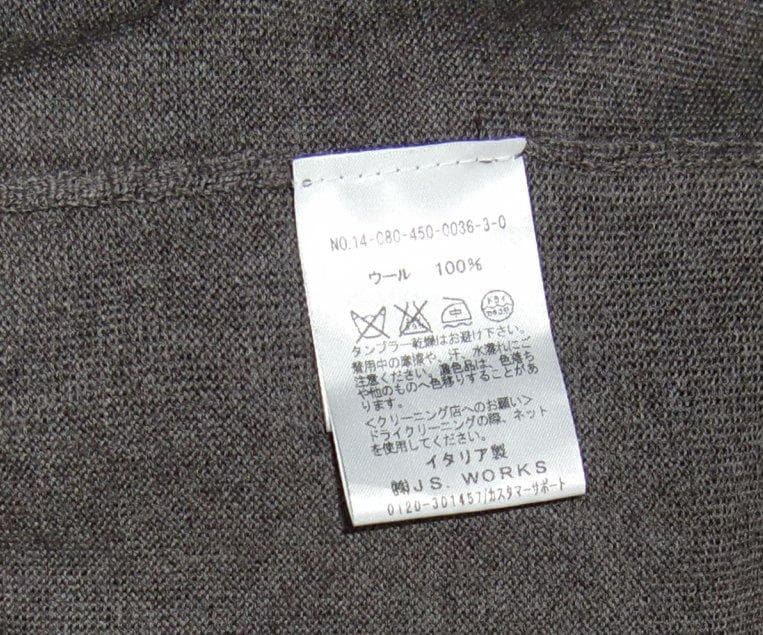 NO.14-080-450-0036-3-0
ウール 100%
ドライ
タンブラー乾燥はお避け下さい。
着用中の摩擦や、汗、水濡れにご
注意ください。濃色品は、色落ち
や他のものへ色移りすることがあ
ります。
<クリーニング店へのお願い>
ドライクリーニングの際、ネット
を使用してください。
イタリア製
㈱JS. WORKS
0120-301457/カスタマーサポート